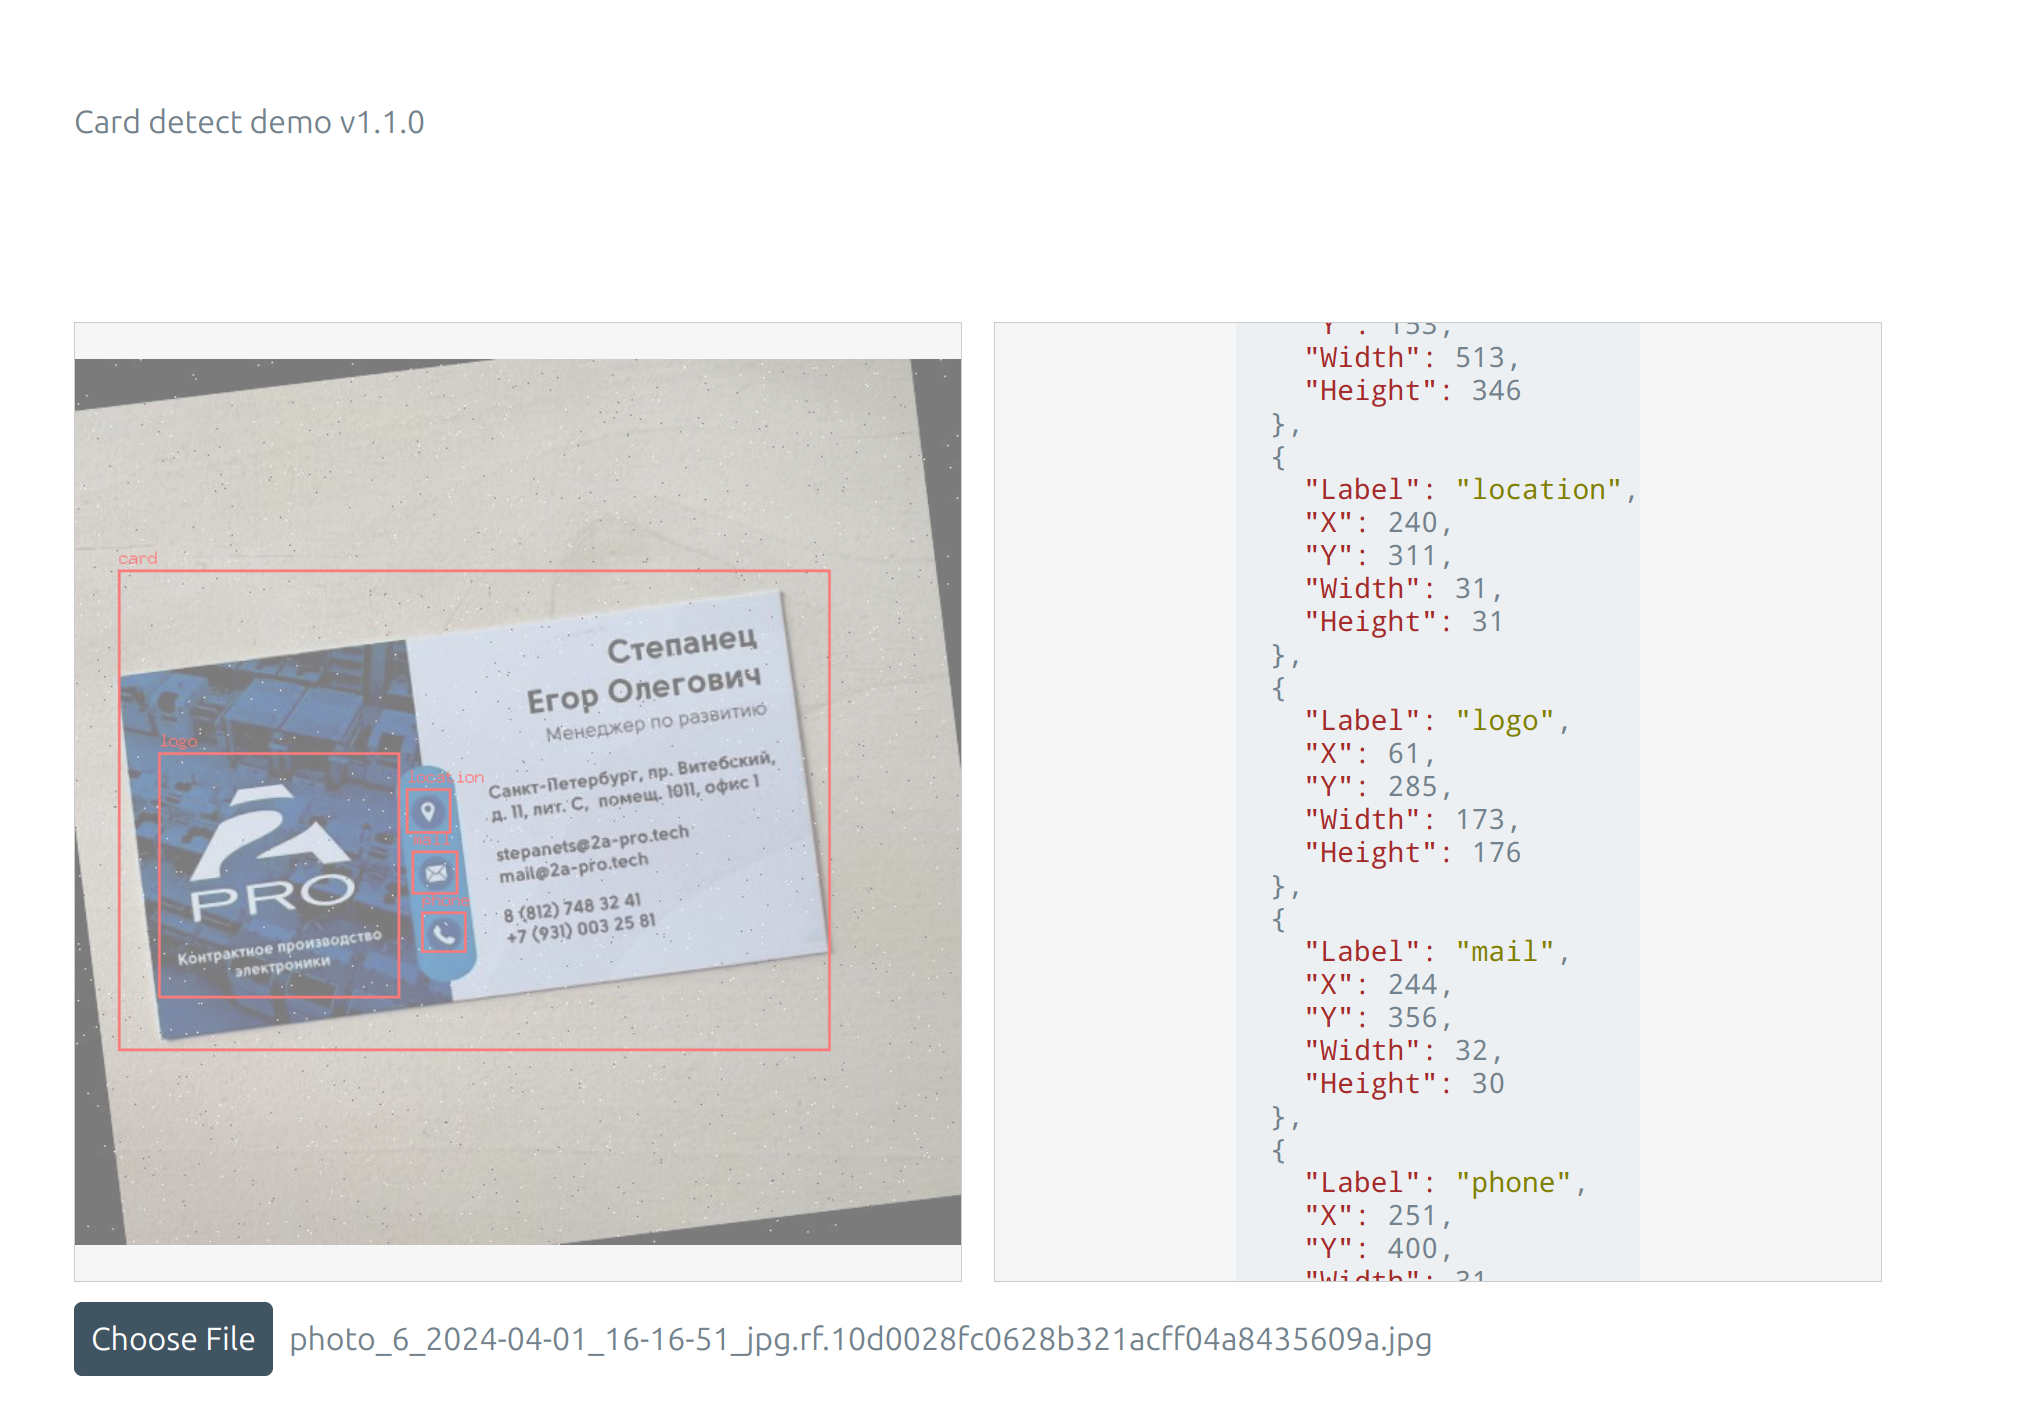 Card detect demo v1.1.0
card
Степанец
Егор Олегович
Менеджер по развитию
logo
location
Санкт-Петербург, пр. Витебский,
д. 11, лит. С, помещ. 1011, офис 1
mail
stepanets@2a-pro.tech
mail@2a-pro.tech
2A
PRO
phone
8 (812) 748 32 41
+7 (931) 003 25 81
Контрактное производство
электроники
"Y": 153,
"Width": 513,
"Height": 346
},
{
"Label": "location",
"X": 240,
"Y": 311,
"Width": 31,
"Height": 31
},
{
"Label": "logo",
"X": 61,
"Y": 285,
"Width": 173,
"Height": 176
},
{
"Label": "mail",
"X": 244,
"Y": 356,
"Width": 32,
"Height": 30
},
{
"Label": "phone",
"X": 251,
"Y": 400,
"Width": 31
Choose File
photo_6_2024-04-01_16-16-51_jpg.rf.10d0028fc0628b321acff04a8435609a.jpg